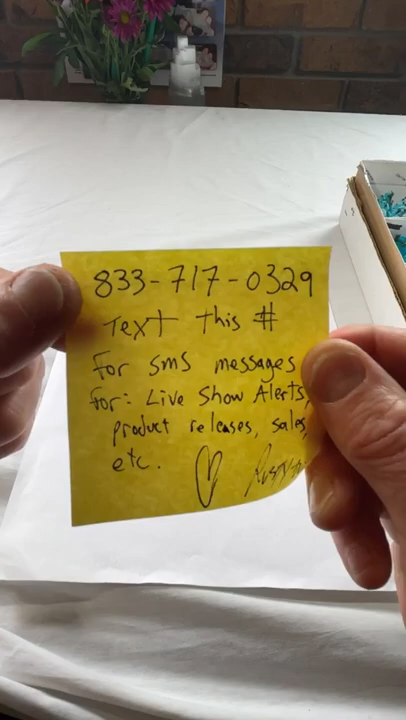 833-717-0329
Text this #
for sms messages
for: Live Show Alerts,
product releases, sales,
etc. ♡